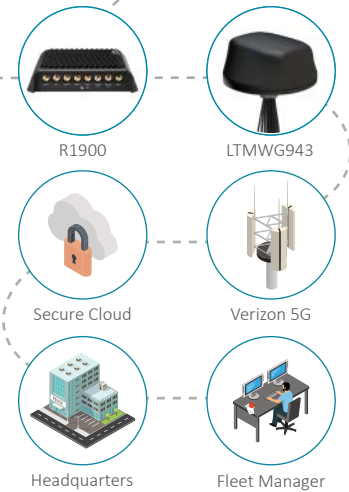 R1900
LTMWG943
Secure Cloud
Verizon 5G
Headquarters
Fleet Manager